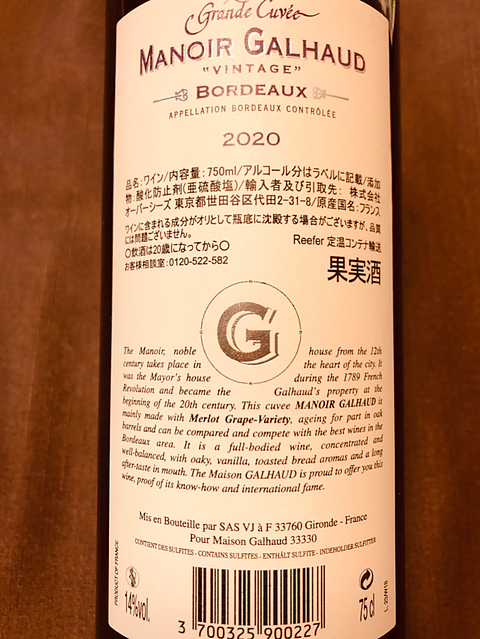 Grande Cuvée
MANOIR GALHAUD
"VINTAGE"
BORDEAUX
APPELLATION BORDEAUX CONTRÔLÉE
2020
品名:ワイン/内容量:750ml/アルコール分はラベルに記載/添加
物:酸化防止剤(亜硫酸塩)/輸入者及び引取先: 株式会社
オーバーシーズ 東京都世田谷区代田2-31-8/原産国名:フランス
ワインに含まれる成分がオリとして瓶底に沈殿する場合がございますが、品質
には問題ございません。
〇飲酒は20歳になってから〇
Reefer 定温コンテナ輸送
お客様相談室:0120-522-582
果実酒
G
The Manoir, noble house from the 12th
century takes place in the heart of the city. It
was the Mayor's house during the 1789 French
Revolution and became the Galhaud's property at the
beginning of the 20th century. This cuvee MANOIR GALHAUD is
mainly made with Merlot Grape-Variety, ageing for part in oak
barrels and can be compared and compete with the best wines in the
Bordeaux area. It is a full-bodied wine, concentrated and
well-balanced, with oaky, vanilla, toasted bread aromas and a long
after-taste in mouth. The Maison GALHAUD is proud to offer you this
wine, proof of its know-how and international fame.
Mis en Bouteille par SAS VJ à F 33760 Gironde - France
Pour Maison Galhaud 33330
CONTIENT DES SULFITES - CONTAINS SULFITES - ENTHÄLT SULFITE - INDEHOLDER SULFITTER
PRODUCT OF FRANCE
14%vol.
3 700325 900227
75 cl
L. 25W18